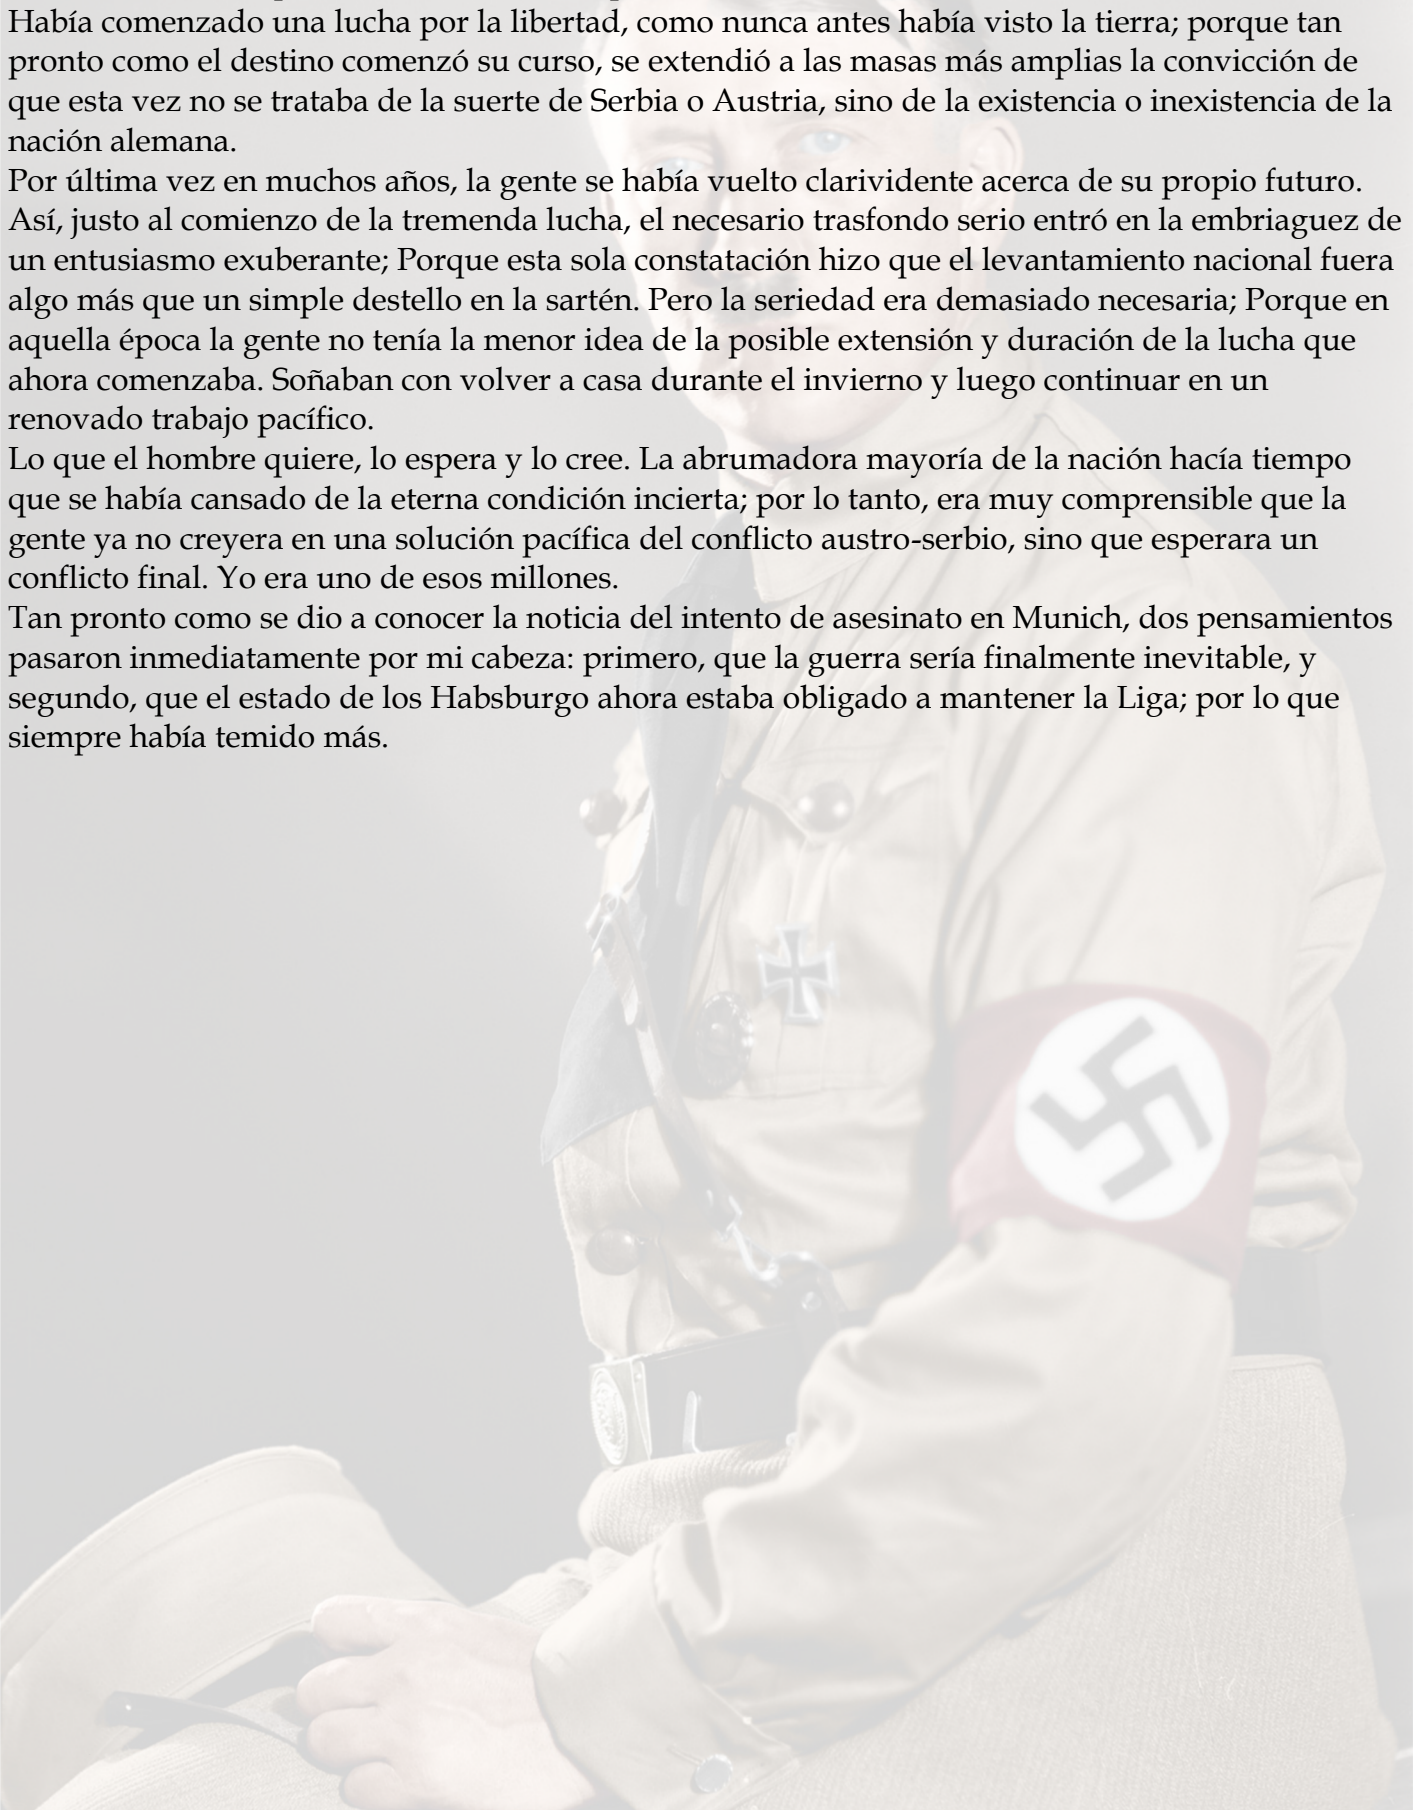 Había comenzado una lucha por la libertad, como nunca antes había visto la tierra; porque tan
pronto como el destino comenzó su curso, se extendió a las masas más amplias la convicción de
que esta vez no se trataba de la suerte de Serbia o Austria, sino de la existencia o inexistencia de la
nación alemana.
Por última vez en muchos años, la gente se había vuelto clarividente acerca de su propio futuro.
Así, justo al comienzo de la tremenda lucha, el necesario trasfondo serio entró en la embriaguez de
un entusiasmo exuberante; Porque esta sola constatación hizo que el levantamiento nacional fuera
algo más que un simple destello en la sartén. Pero la seriedad era demasiado necesaria; Porque en
aquella época la gente no tenía la menor idea de la posible extensión y duración de la lucha que
ahora comenzaba. Soñaban con volver a casa durante el invierno y luego continuar en un
renovado trabajo pacífico.
Lo que el hombre quiere, lo espera y lo cree. La abrumadora mayoría de la nación hacía tiempo
que se había cansado de la eterna condición incierta; por lo tanto, era muy comprensible que la
gente ya no creyera en una solución pacífica del conflicto austro-serbio, sino que esperara un
conflicto final. Yo era uno de esos millones.
Tan pronto como se dio a conocer la noticia del intento de asesinato en Munich, dos pensamientos
pasaron inmediatamente por mi cabeza: primero, que la guerra sería finalmente inevitable, y
segundo, que el estado de los Habsburgo ahora estaba obligado a mantener la Liga; por lo que
siempre había temido más.